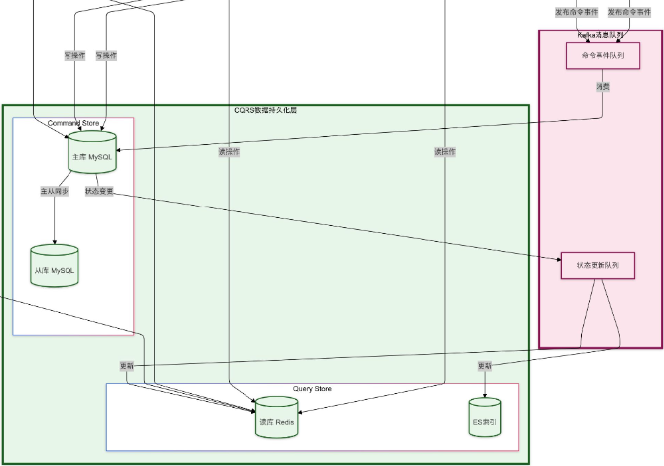 发布命令事件
发布命令事件
Kafka消息队列
命令事件队列
写操作
写操作
消费
CQRS数据持久化层
Command Store
主库 MySQL
读操作
读操作
主从同步
状态变更
从库 MySQL
状态更新队列
更新
更新
Query Store
读库 Redis
ES索引